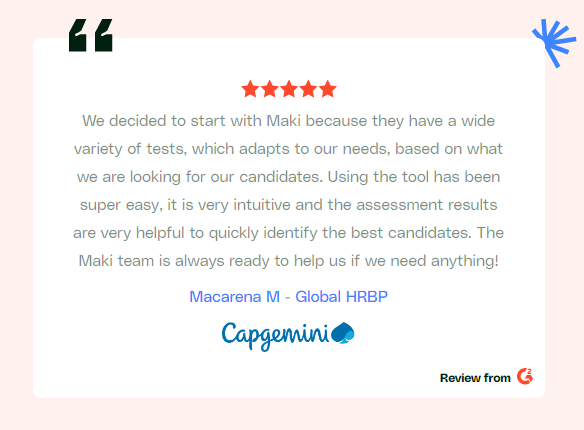 We decided to start with Maki because they have a wide
variety of tests, which adapts to our needs, based on what
we are looking for our candidates. Using the tool has been
super easy, it is very intuitive and the assessment results
are very helpful to quickly identify the best candidates. The
Maki team is always ready to help us if we need anything!
Macarena M - Global HRBP
Capgemini
Review from G2